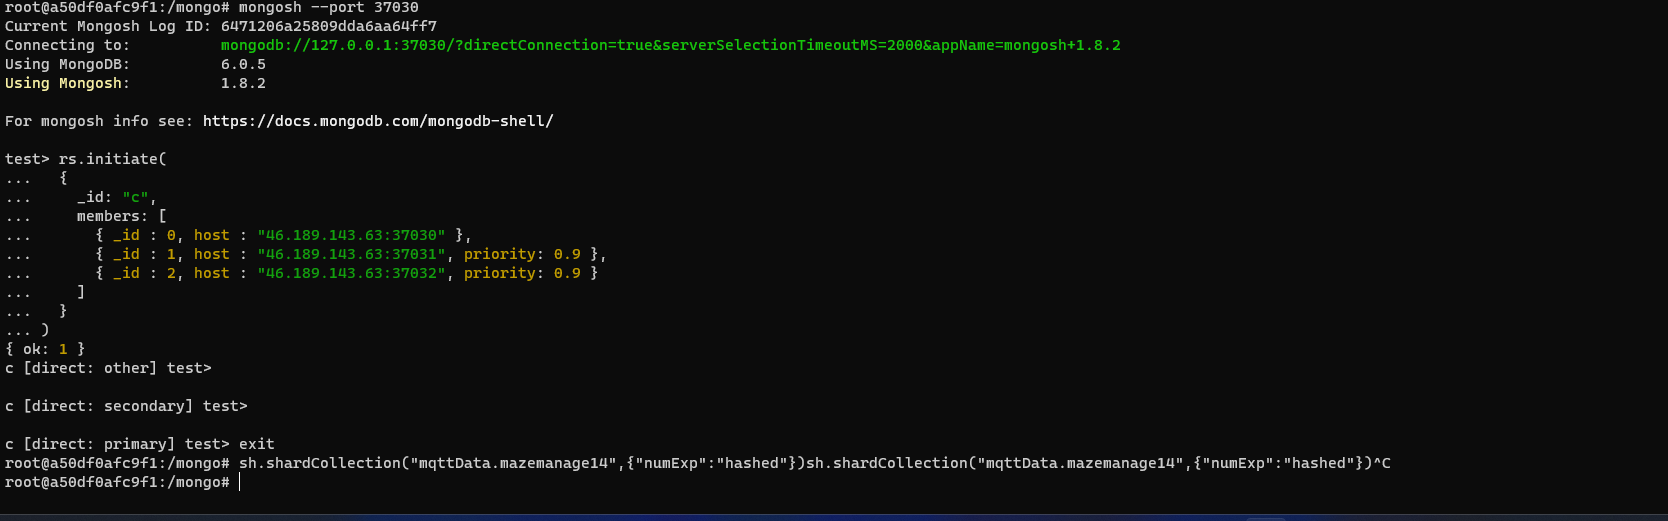 root@a50df0afc9f1:/mongo# mongosh --port 37030
Current Mongosh Log ID: 6471206a25809dda6aa64ff7
Connecting to:          mongodb://127.0.0.1:37030/?directConnection=true&serverSelectionTimeoutMS=2000&appName=mongosh+1.8.2
Using MongoDB:          6.0.5
Using Mongosh:          1.8.2
For mongosh info see: https://docs.mongodb.com/mongodb-shell/
test> rs.initiate(
...   {
...     _id: "c",
...     members: [
...       { _id : 0, host : "46.189.143.63:37030" },
...       { _id : 1, host : "46.189.143.63:37031", priority: 0.9 },
...       { _id : 2, host : "46.189.143.63:37032", priority: 0.9 }
...     ]
...   }
... )
{ ok: 1 }
c [direct: other] test>
c [direct: secondary] test>
c [direct: primary] test> exit
root@a50df0afc9f1:/mongo# sh.shardCollection("mqttData.mazemanage14",{"numExp":"hashed"})sh.shardCollection("mqttData.mazemanage14",{"numExp":"hashed"})^C
root@a50df0afc9f1:/mongo#